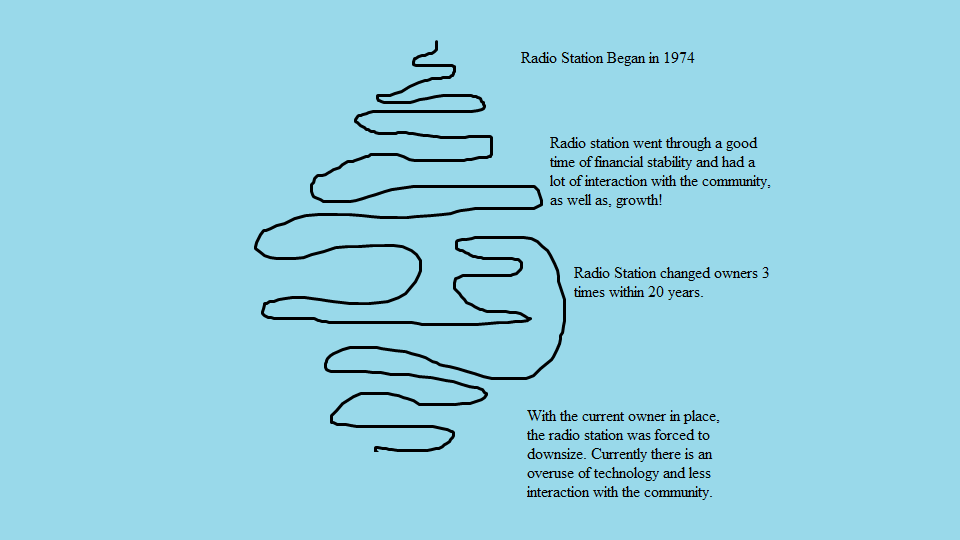 Radio Station Began in 1974
Radio station went through a good
time of financial stability and had a
lot of interaction with the community,
as well as, growth!
Radio Station changed owners 3
times within 20 years.
With the current owner in place,
the radio station was forced to
downsize. Currently there is an
overuse of technology and less
interaction with the community.